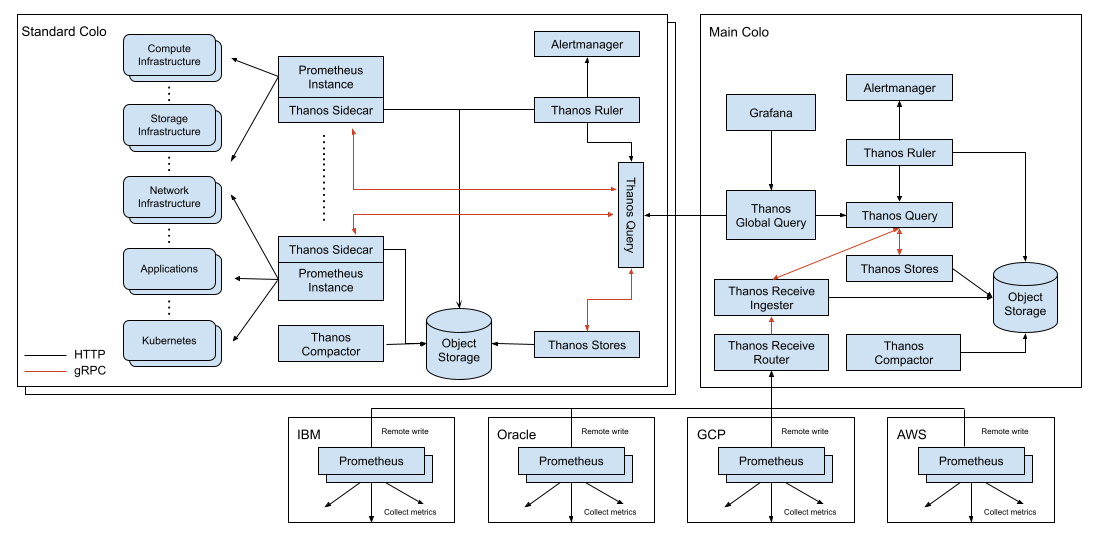 Standard Colo
Compute
Infrastructure
Storage
Infrastructure
Network
Infrastructure
Applications
Kubernetes
HTTP
gRPC
Prometheus
Instance
Thanos Sidecar
Thanos Sidecar
Prometheus
Instance
Thanos
Compactor
Object
Storage
Alertmanager
Thanos Ruler
Thanos Query
Thanos Stores
Main Colo
Grafana
Thanos
Global Query
Alertmanager
Thanos Ruler
Thanos Query
Thanos Stores
Thanos Receive
Ingester
Thanos Receive
Router
Thanos
Compactor
Object
Storage
IBM
Remote write
Prometheus
Collect metrics
Oracle
Remote write
Prometheus
Collect metrics
GCP
Remote write
Prometheus
Collect metrics
AWS
Remote write
Prometheus
Collect metrics